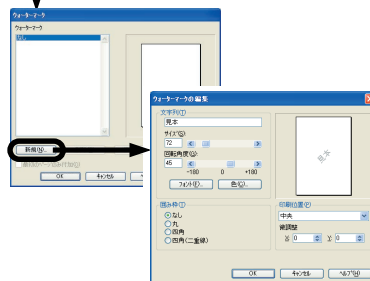 ウォーターマーク
ウォーターマーク
なし
新規(N)...
OK
キャンセル
ウォーターマークの編集
文字列(T)
見本
サイズ(S):
72
回転角度(G):
45
-180 0 +180
フォント(F)...
色(C)...
見本
囲み枠(T)
なし
丸
四角
四角(二重線)
印刷位置(P)
中央
微調整
X: 0 Y: 0
OK
キャンセル
ヘルプ(H)